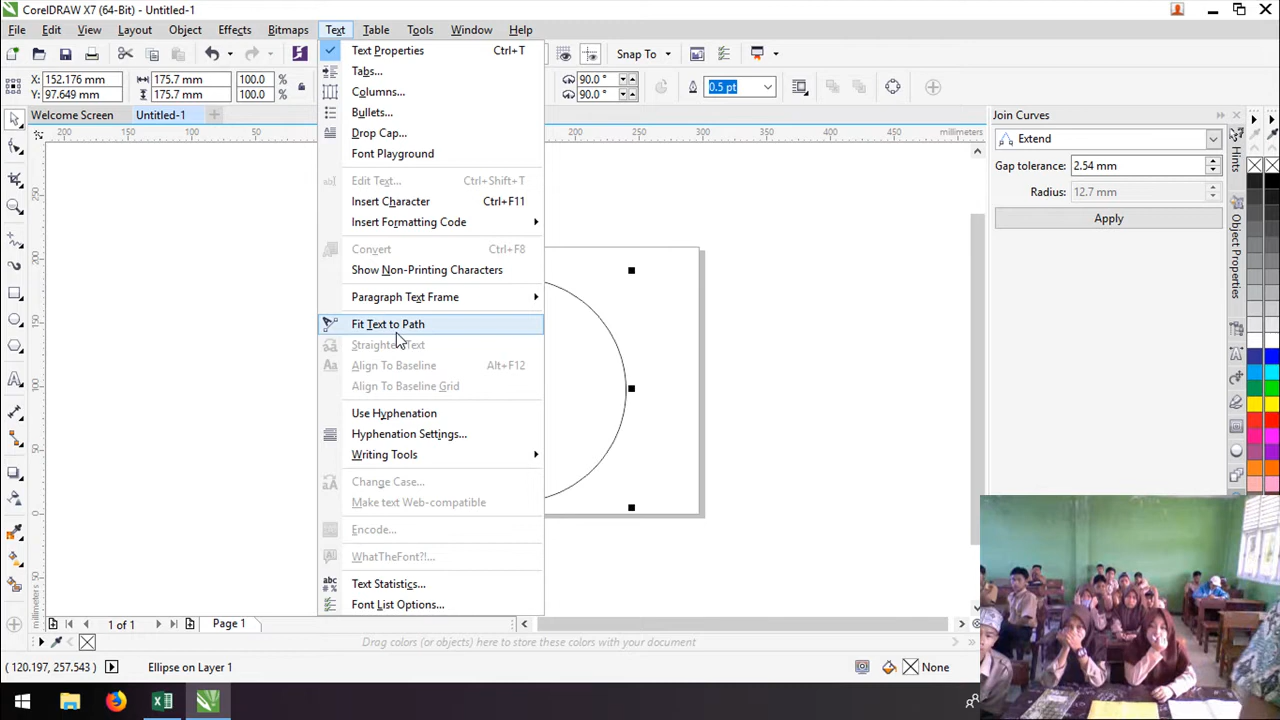 CorelDRAW X7 (64-Bit) - Untitled-1
File Edit View Layout Object Effects Bitmaps Text Table Tools Window Help
Snap To
X: 152.176 mm 175.7 mm 100.0 % 90.0 ° 0.5 pt
Y: 97.649 mm 175.7 mm 100.0 % 90.0 °
Welcome Screen Untitled-1
200 50 200 250 300 350 400 450 millimeters
Text Properties Ctrl+T
Tabs...
Columns...
Bullets...
Drop Cap...
Font Playground
Edit Text... Ctrl+Shift+T
Insert Character Ctrl+F11
Insert Formatting Code
Convert Ctrl+F8
Show Non-Printing Characters
Paragraph Text Frame
Fit Text to Path
Straighten Text
Align To Baseline Alt+F12
Align To Baseline Grid
Use Hyphenation
Hyphenation Settings...
Writing Tools
Change Case...
Make text Web-compatible
Encode...
WhatTheFont?!...
Text Statistics...
Font List Options...
Join Curves
Extend
Gap tolerance: 2.54 mm
Radius: 12.7 mm
Apply
Hints
Object Properties
1 of 1 Page 1
Drag colors (or objects) here to store these colors with your document
(120.197, 257.543) Ellipse on Layer 1 None